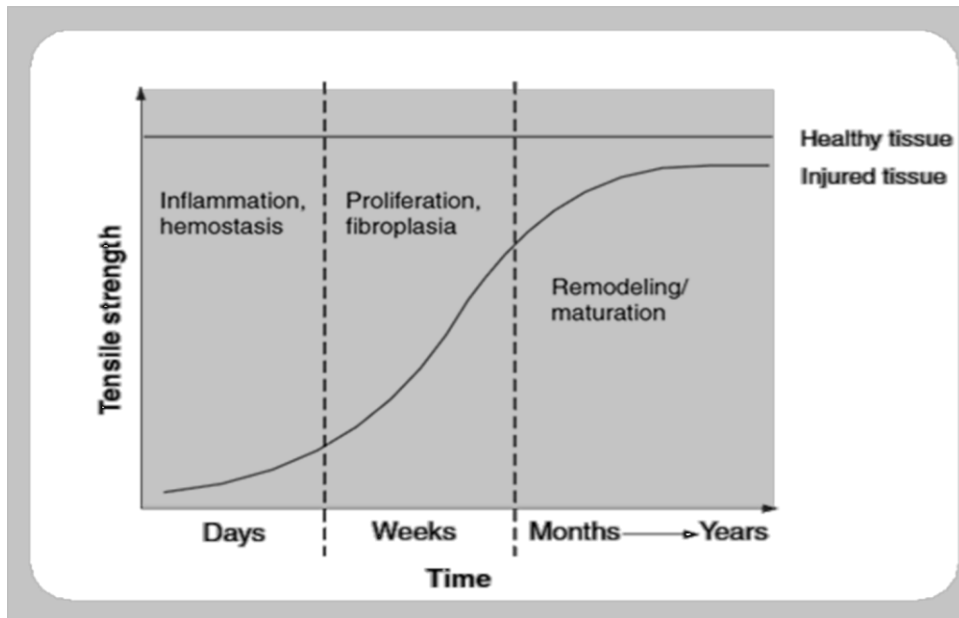 Healthy tissue
Injured tissue
Inflammation,
hemostasis
Proliferation,
fibroplasia
Remodeling/
maturation
Tensile strength
Days
Weeks
Months
Years
Time